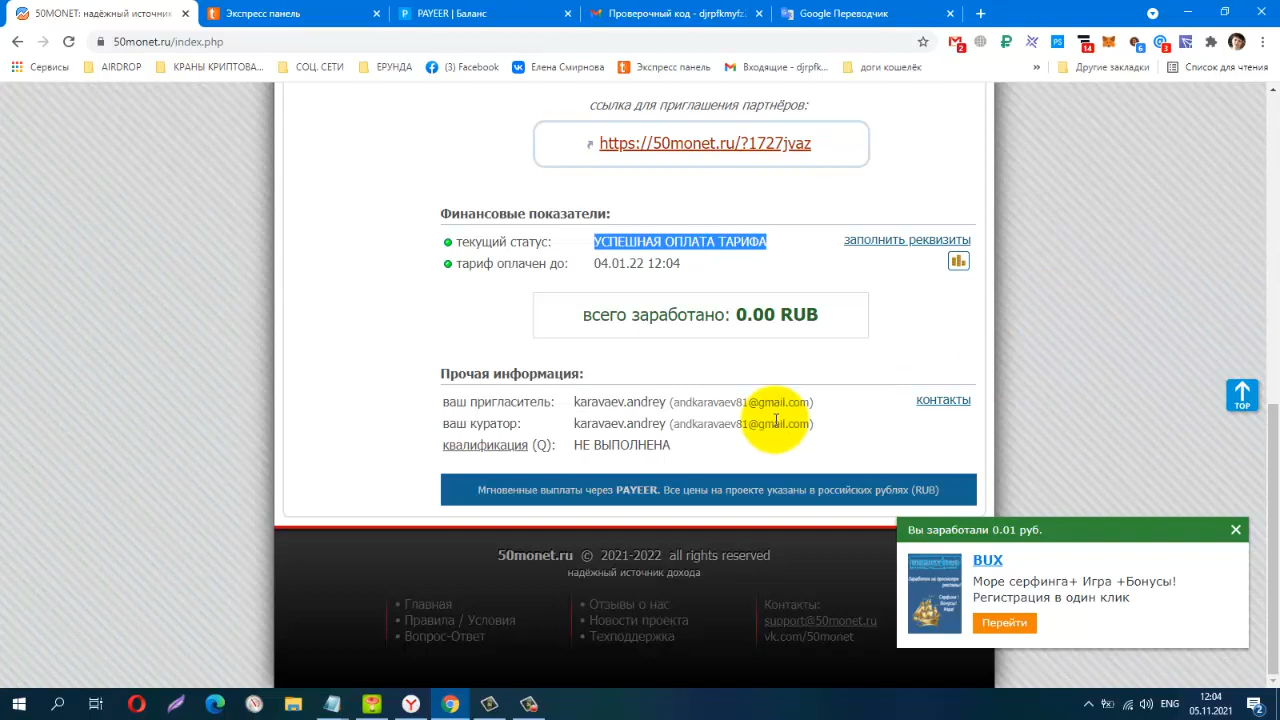 50MONET: надёжный источник
Экспресс панель
PAYEER | Баланс
Проверочный код - djrpfkmyfz
Google Переводчик
50monet.ru/index.php
2
14
6
3
Сервисы
AIRDROP
КРАНЫ КРИПТОВА...
СОЦ. СЕТИ
ЕРУНДА
(3) Facebook
Елена Смирнова
Экспресс панель
Входящие - djrpfk...
доги кошелёк
»
Другие закладки
Список для чтения
ссылка для приглашения партнёров:
https://50monet.ru/?1727jvaz
Финансовые показатели:
текущий статус: УСПЕШНАЯ ОПЛАТА ТАРИФА
заполнить реквизиты
тариф оплачен до: 04.01.22 12:04
всего заработано: 0.00 RUB
Прочая информация:
ваш пригласитель: karavaev.andrey (andkaravaev81@gmail.com)
контакты
ваш куратор: karavaev.andrey (andkaravaev81@gmail.com)
квалификация (Q): НЕ ВЫПОЛНЕНА
TOP
Мгновенные выплаты через PAYEER. Все цены на проекте указаны в российских рублях (RUB)
50monet.ru © 2021-2022 all rights reserved
надёжный источник дохода
• Главная
• Правила / Условия
• Вопрос-Ответ
• Отзывы о нас
• Новости проекта
• Техподдержка
Контакты:
support@50monet.ru
vk.com/50monet
Вы заработали 0.01 руб.
BUX
Море серфинга+ Игра +Бонусы!
Регистрация в один клик
Перейти
ENG
12:04
05.11.2021
2